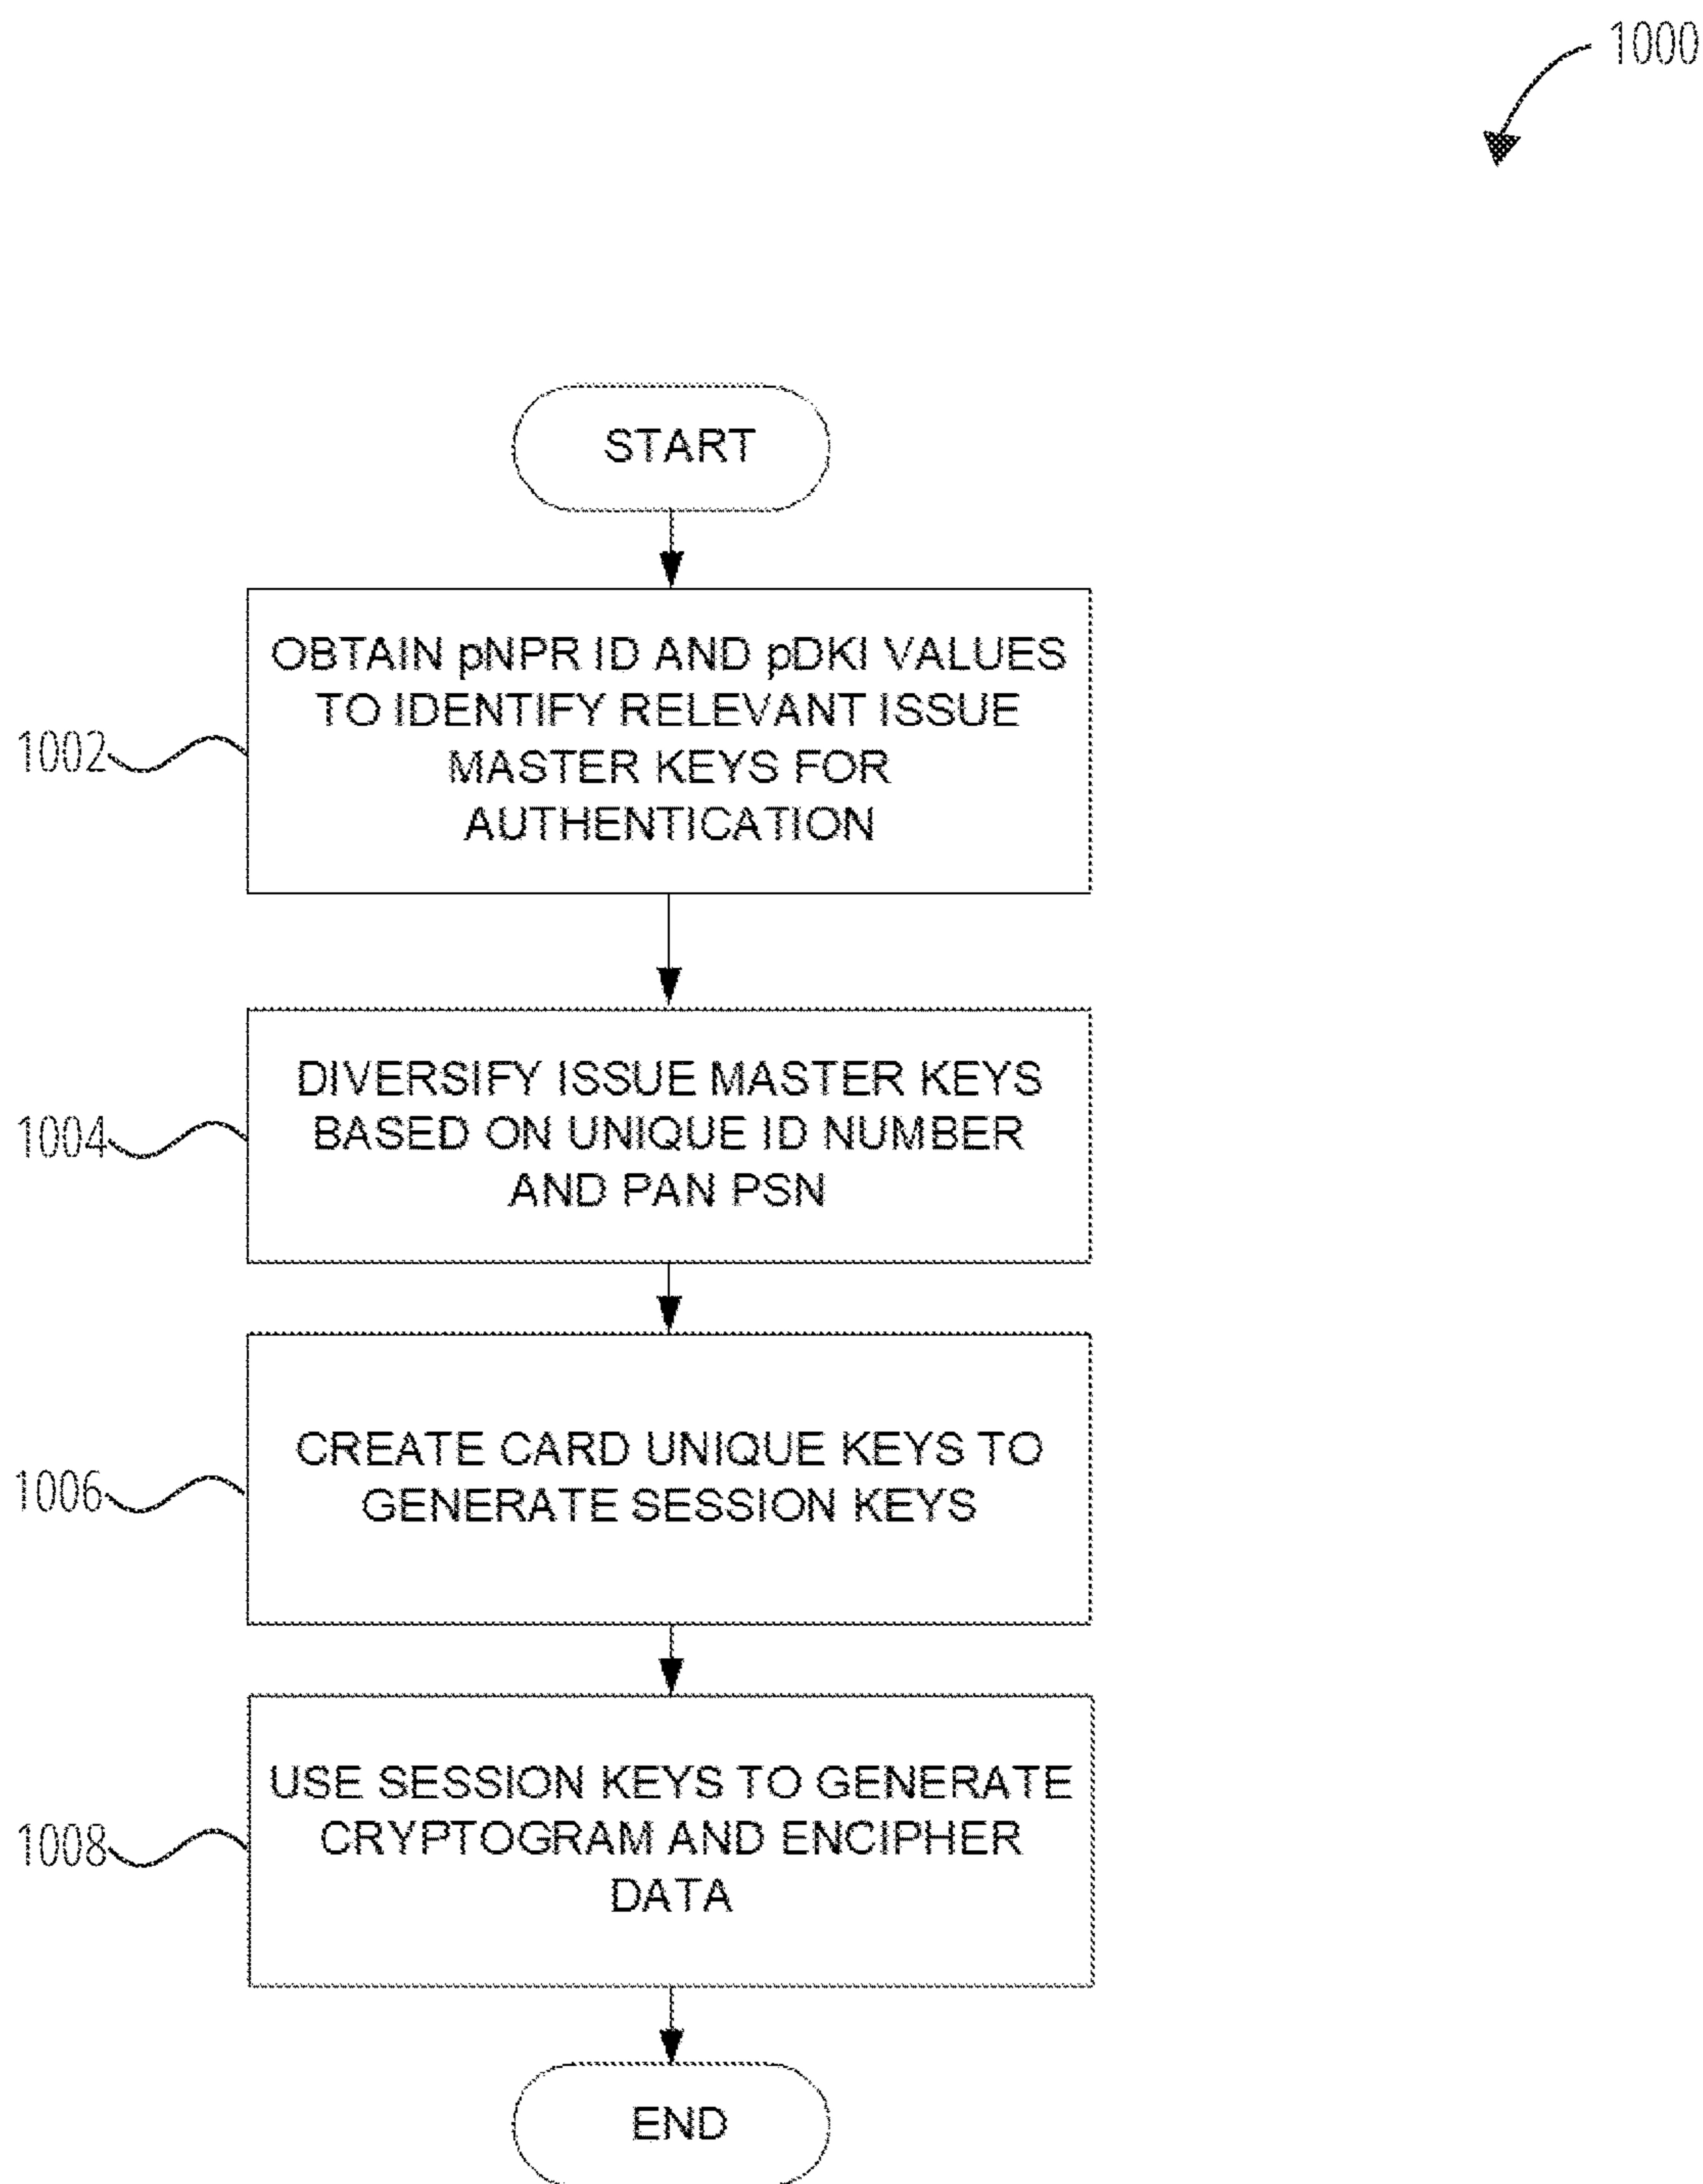 1000
START
OBTAIN pNPR ID AND pDKI VALUES
TO IDENTIFY RELEVANT ISSUE
MASTER KEYS FOR
AUTHENTICATION
1002
DIVERSIFY ISSUE MASTER KEYS
BASED ON UNIQUE ID NUMBER
AND PAN PSN
1004
CREATE CARD UNIQUE KEYS TO
GENERATE SESSION KEYS
1006
USE SESSION KEYS TO GENERATE
CRYPTOGRAM AND ENCIPHER
DATA
1008
END